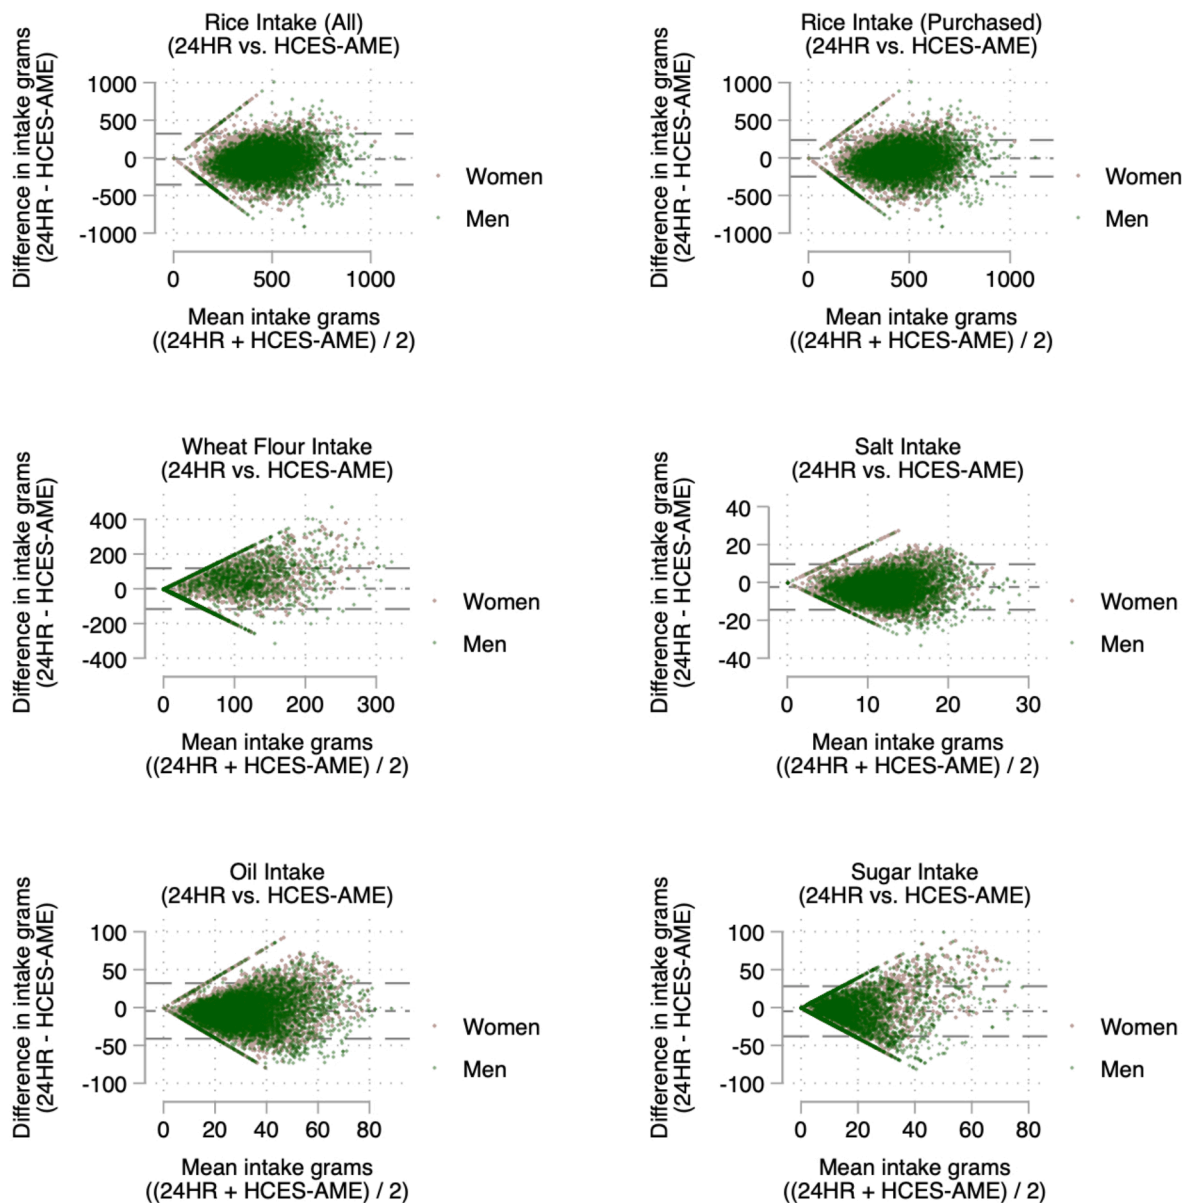 Rice Intake (All)
(24HR vs. HCES-AME)
Difference in intake grams
(24HR - HCES-AME)
1000
500
0
-500
-1000
0 500 1000
Mean intake grams
((24HR + HCES-AME) / 2)
Women
Men
Rice Intake (Purchased)
(24HR vs. HCES-AME)
Difference in intake grams
(24HR - HCES-AME)
1000
500
0
-500
-1000
0 500 1000
Mean intake grams
((24HR + HCES-AME) / 2)
Women
Men
Wheat Flour Intake
(24HR vs. HCES-AME)
Difference in intake grams
(24HR - HCES-AME)
400
200
0
-200
-400
0 100 200 300
Mean intake grams
((24HR + HCES-AME) / 2)
Women
Men
Salt Intake
(24HR vs. HCES-AME)
Difference in intake grams
(24HR - HCES-AME)
40
20
0
-20
-40
0 10 20 30
Mean intake grams
((24HR + HCES-AME) / 2)
Women
Men
Oil Intake
(24HR vs. HCES-AME)
Difference in intake grams
(24HR - HCES-AME)
100
50
0
-50
-100
0 20 40 60 80
Mean intake grams
((24HR + HCES-AME) / 2)
Women
Men
Sugar Intake
(24HR vs. HCES-AME)
Difference in intake grams
(24HR - HCES-AME)
100
50
0
-50
-100
0 20 40 60 80
Mean intake grams
((24HR + HCES-AME) / 2)
Women
Men